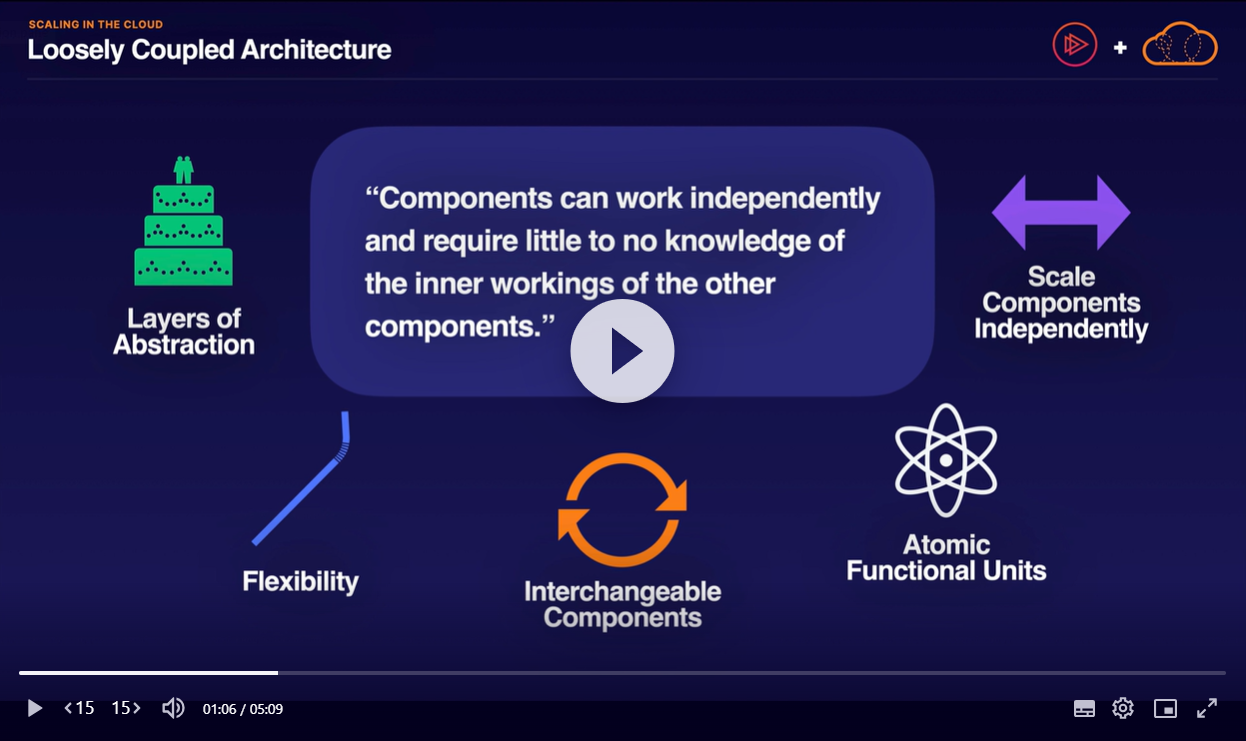 SCALING IN THE CLOUD
Loosely Coupled Architecture
“Components can work independently
and require little to no knowledge of
the inner workings of the other
components.”
Layers of
Abstraction
Scale
Components
Independently
Flexibility
Interchangeable
Components
Atomic
Functional Units
15 15
01:06 / 05:09